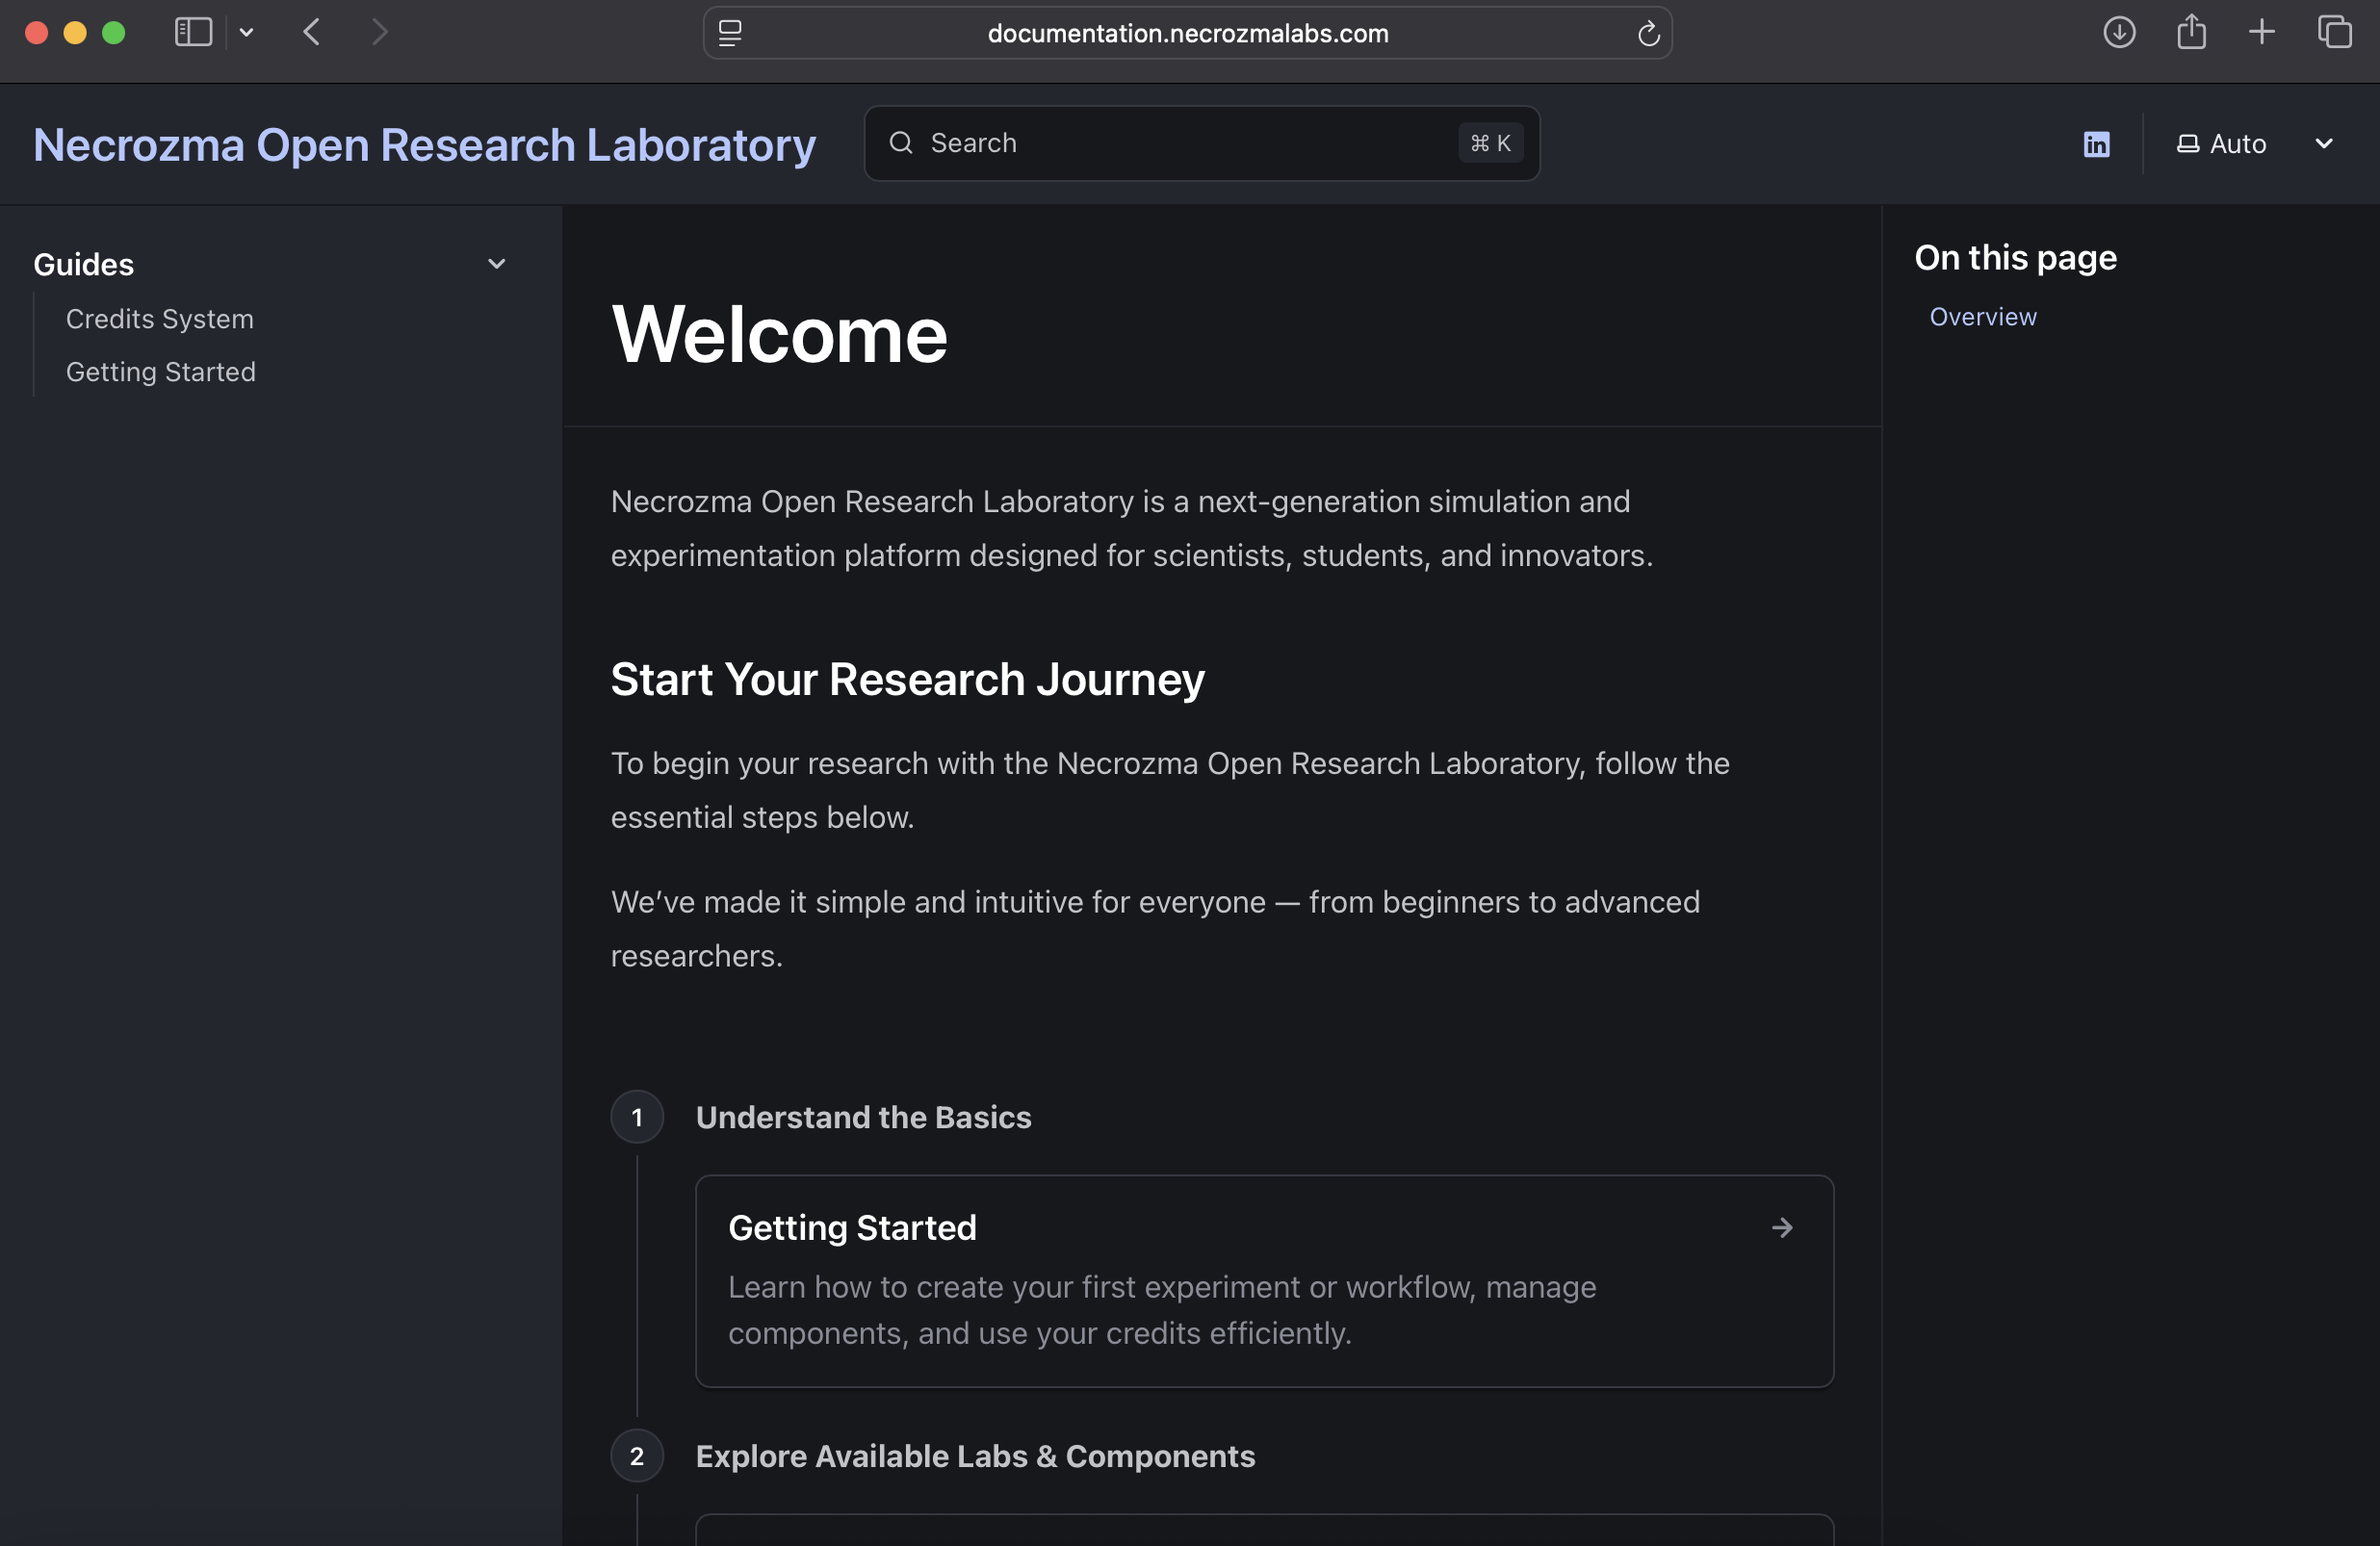 documentation.necrozmalabs.com
Necrozma Open Research Laboratory
Search
⌘ K
Auto
Guides
Credits System
Getting Started
Welcome
Necrozma Open Research Laboratory is a next-generation simulation and
experimentation platform designed for scientists, students, and innovators.
Start Your Research Journey
To begin your research with the Necrozma Open Research Laboratory, follow the
essential steps below.
We’ve made it simple and intuitive for everyone — from beginners to advanced
researchers.
1
Understand the Basics
Getting Started
Learn how to create your first experiment or workflow, manage
components, and use your credits efficiently.
2
Explore Available Labs & Components
On this page
Overview